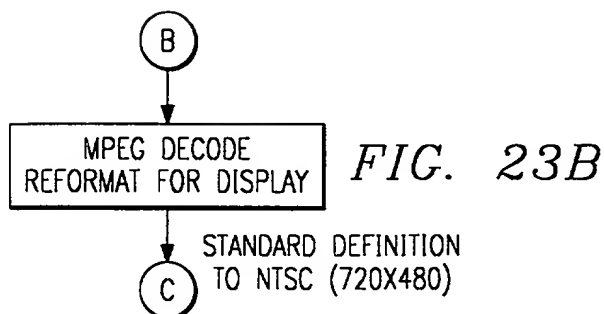 B
MPEG DECODE
REFORMAT FOR DISPLAY
FIG. 23B
STANDARD DEFINITION
TO NTSC (720X480)
C